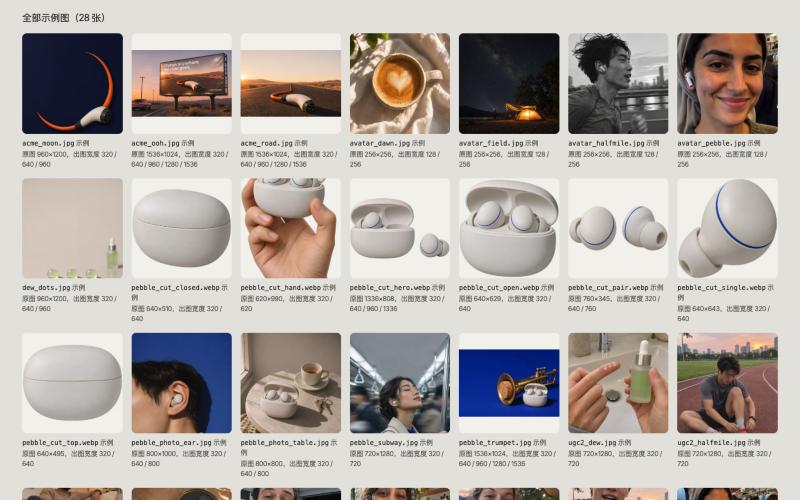 全部示例图（28 张）
acme_moon.jpg 示例
原图 960×1200，出图宽度 320 /
640 / 960
acme_ooh.jpg 示例
原图 1536×1024，出图宽度 320 /
640 / 960 / 1280 / 1536
acme_road.jpg 示例
原图 1536×1024，出图宽度 320 /
640 / 960 / 1280 / 1536
avatar_dawn.jpg 示例
原图 256×256，出图宽度 128 /
256
avatar_field.jpg 示例
原图 256×256，出图宽度 128 /
256
avatar_halfmile.jpg 示例
原图 256×256，出图宽度 128 /
256
avatar_pebble.jpg 示例
原图 256×256，出图宽度 128 /
256
dew_dots.jpg 示例
原图 960×1200，出图宽度 320 /
640 / 960
pebble_cut_closed.webp 示例
原图 640×510，出图宽度 320 /
640
pebble_cut_hand.webp 示例
原图 620×990，出图宽度 320 /
620
pebble_cut_hero.webp 示例
原图 1336×808，出图宽度 320 /
640 / 960 / 1336
pebble_cut_open.webp 示例
原图 640×629，出图宽度 320 /
640
pebble_cut_pair.webp 示例
原图 760×345，出图宽度 320 /
640 / 760
pebble_cut_single.webp 示
例
原图 640×643，出图宽度 320 /
640
pebble_cut_top.webp 示例
原图 640×495，出图宽度 320 /
640
pebble_photo_ear.jpg 示例
原图 800×1000，出图宽度 320 /
640 / 800
pebble_photo_table.jpg 示
例
原图 800×800，出图宽度 320 /
640 / 800
pebble_subway.jpg 示例
原图 720×1280，出图宽度 320 /
720
pebble_trumpet.jpg 示例
原图 1536×1024，出图宽度 320 /
640 / 960 / 1280 / 1536
ugc2_dew.jpg 示例
原图 720×1280，出图宽度 320 /
720
ugc2_halfmile.jpg 示例
原图 720×1280，出图宽度 320 /
720